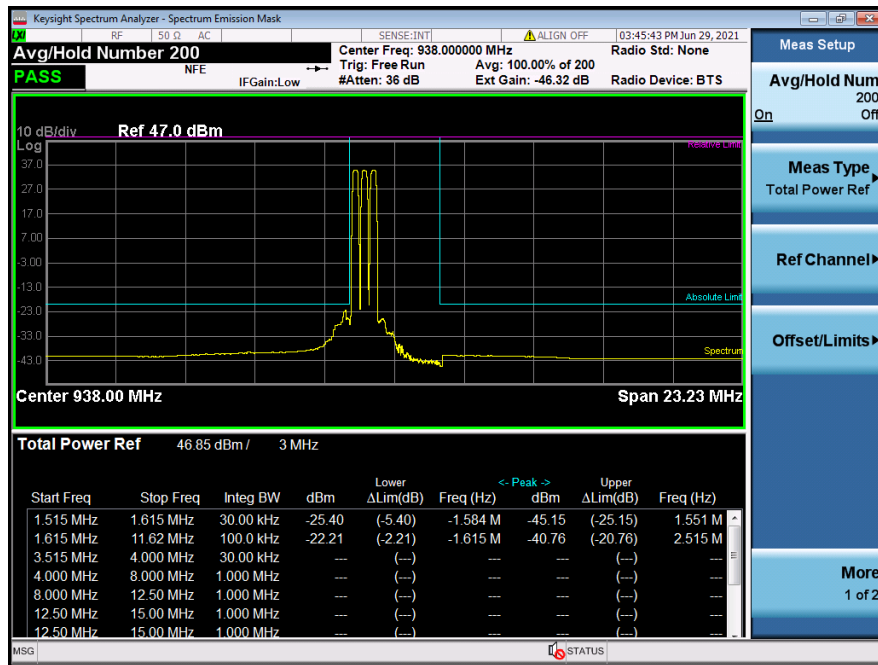 Keysight Spectrum Analyzer - Spectrum Emission Mask
LXI RF 50 Ω AC SENSE:INT ALIGN OFF 03:45:43 PM Jun 29, 2021
Avg/Hold Number 200 Center Freq: 938.000000 MHz Radio Std: None
PASS NFE Trig: Free Run Avg: 100.00% of 200
IFGain:Low #Atten: 36 dB Ext Gain: -46.32 dB Radio Device: BTS
10 dB/div Ref 47.0 dBm
Log
Relative Limit
37.0
27.0
17.0
7.00
-3.00
-13.0
Absolute Limit
-23.0
-33.0
Spectrum
-43.0
Center 938.00 MHz Span 23.23 MHz
Total Power Ref 46.85 dBm / 3 MHz
Lower <- Peak -> Upper
Start Freq Stop Freq Integ BW dBm ΔLim(dB) Freq (Hz) dBm ΔLim(dB) Freq (Hz)
1.515 MHz 1.615 MHz 30.00 kHz -25.40 (-5.40) -1.584 M -45.15 (-25.15) 1.551 M
1.615 MHz 11.62 MHz 100.0 kHz -22.21 (-2.21) -1.615 M -40.76 (-20.76) 2.515 M
3.515 MHz 4.000 MHz 30.00 kHz --- (---) --- --- (---) ---
4.000 MHz 8.000 MHz 1.000 MHz --- (---) --- --- (---) ---
8.000 MHz 12.50 MHz 1.000 MHz --- (---) --- --- (---) ---
12.50 MHz 15.00 MHz 1.000 MHz --- (---) --- --- (---) ---
12.50 MHz 15.00 MHz 1.000 MHz --- (---) --- --- (---) ---
MSG STATUS
Meas Setup
Avg/Hold Num
200
On Off
Meas Type
Total Power Ref
Ref Channel
Offset/Limits
More
1 of 2